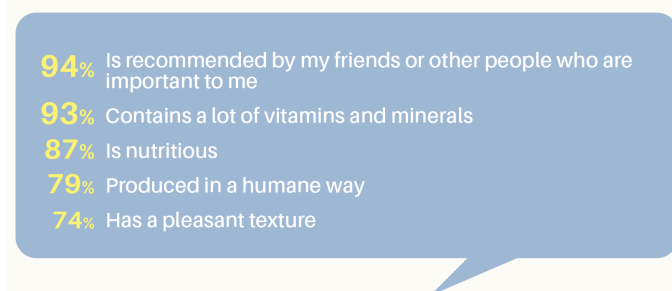 94% Is recommended by my friends or other people who are
important to me
93% Contains a lot of vitamins and minerals
87% Is nutritious
79% Produced in a humane way
74% Has a pleasant texture